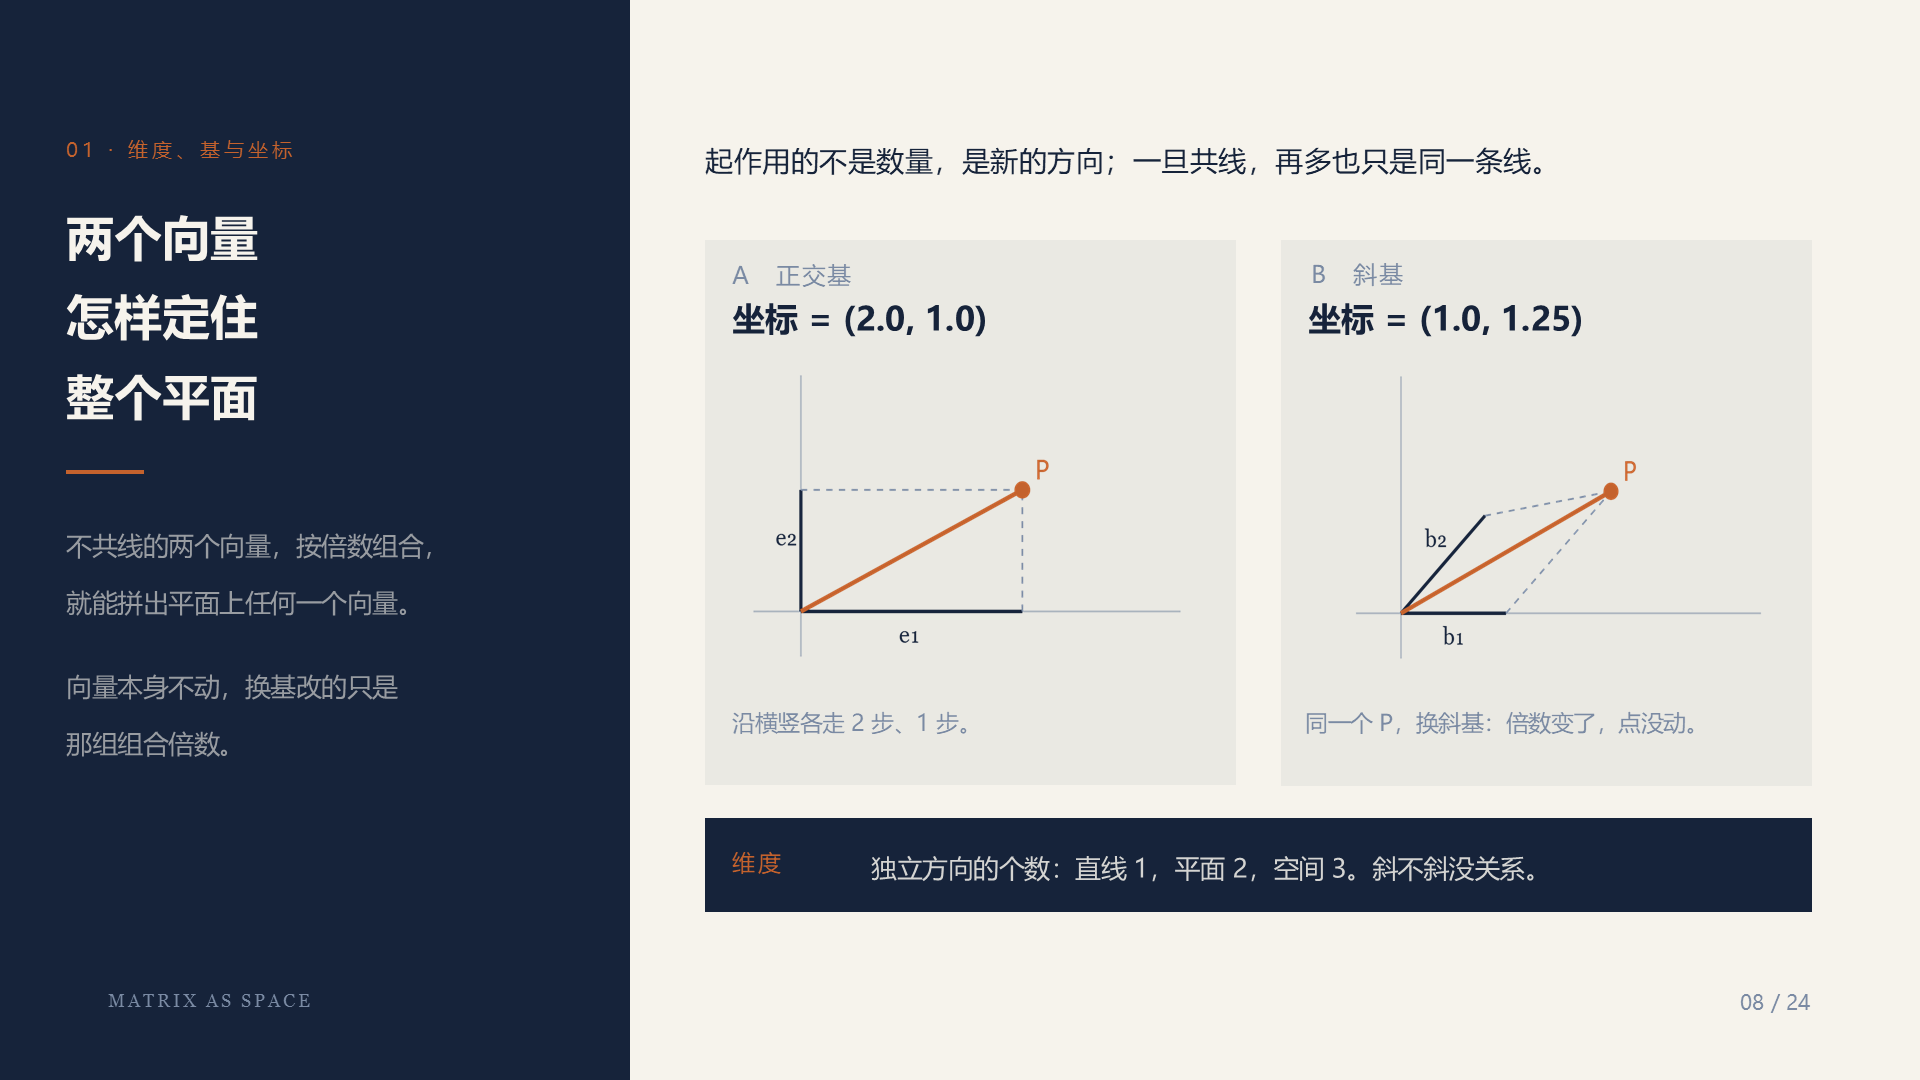 01 · 维度、基与坐标
两个向量
怎样定住
整个平面
不共线的两个向量，按倍数组合，
就能拼出平面上任何一个向量。
向量本身不动，换基改的只是
那组组合倍数。
MATRIX AS SPACE
起作用的不是数量，是新的方向；一旦共线，再多也只是同一条线。
A 正交基
坐标 = (2.0, 1.0)
P
e2
e1
沿横竖各走 2 步、1 步。
B 斜基
坐标 = (1.0, 1.25)
P
b2
b1
同一个 P，换斜基：倍数变了，点没动。
维度 独立方向的个数：直线 1，平面 2，空间 3。斜不斜没关系。
08 / 24